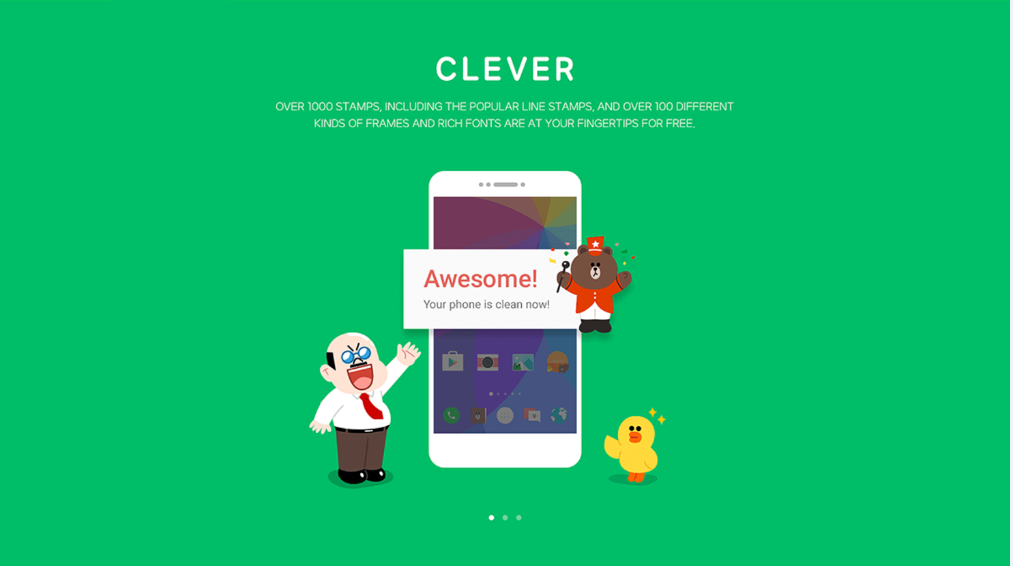 CLEVER
OVER 1000 STAMPS, INCLUDING THE POPULAR LINE STAMPS, AND OVER 100 DIFFERENT
KINDS OF FRAMES AND RICH FONTS ARE AT YOUR FINGERTIPS FOR FREE.
Awesome!
Your phone is clean now!